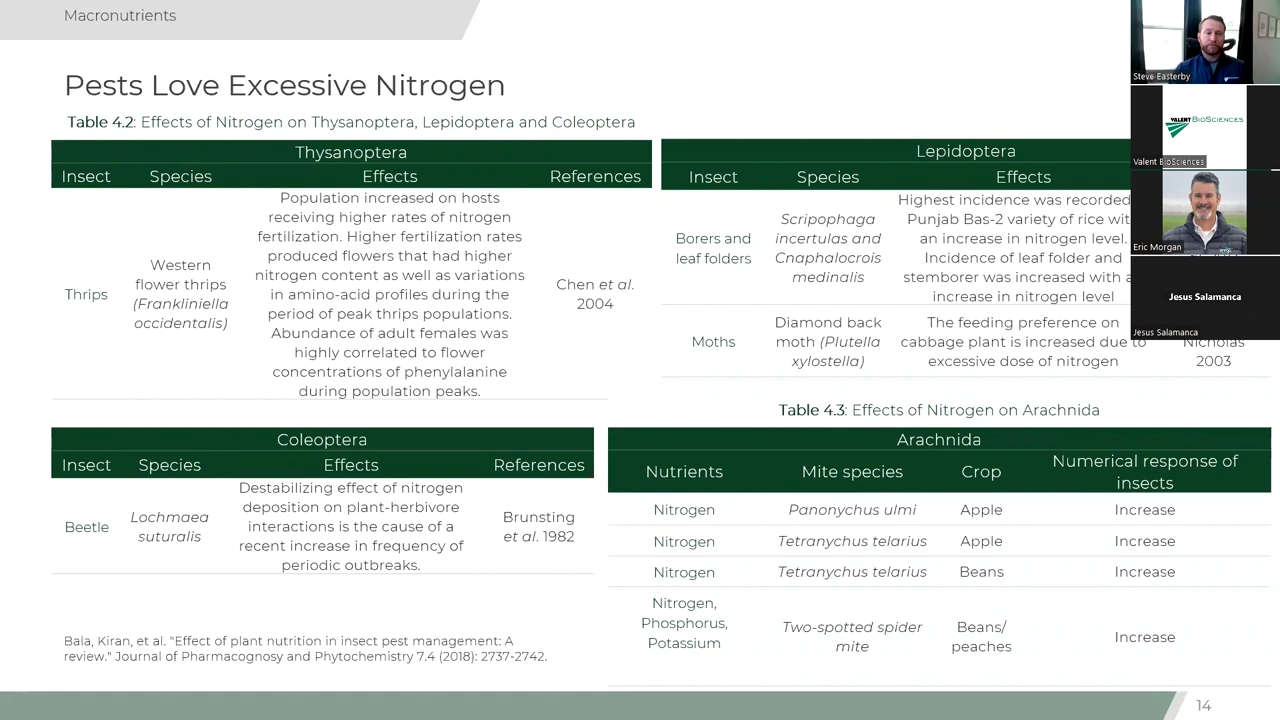 Macronutrients
Pests Love Excessive Nitrogen
Table 4.2: Effects of Nitrogen on Thysanoptera, Lepidoptera and Coleoptera
Thysanoptera
Insect Species Effects References
Thrips
Western
flower thrips
(Frankliniella
occidentalis)
Population increased on hosts
receiving higher rates of nitrogen
fertilization. Higher fertilization rates
produced flowers that had higher
nitrogen content as well as variations
in amino-acid profiles during the
period of peak thrips populations.
Abundance of adult females was
highly correlated to flower
concentrations of phenylalanine
during population peaks.
Chen et al.
2004
Lepidoptera
Insect Species Effects
Borers and
leaf folders
Scripophaga
incertulas and
Cnaphalocrois
medinalis
Highest incidence was recorded
Punjab Bas-2 variety of rice
an increase in nitrogen level.
Incidence of leaf folder and
stemborer was increased with
increase in nitrogen level
Moths
Diamond back
moth (Plutella
xylostella)
The feeding preference on
cabbage plant is increased due to
excessive dose of nitrogen
Nicholas
2003
Coleoptera
Insect Species Effects References
Beetle
Lochmaea
suturalis
Destabilizing effect of nitrogen
deposition on plant-herbivore
interactions is the cause of a
recent increase in frequency of
periodic outbreaks.
Brunsting
et al. 1982
Table 4.3: Effects of Nitrogen on Arachnida
Arachnida
Nutrients Mite species Crop Numerical response of
insects
Nitrogen Panonychus ulmi Apple Increase
Nitrogen Tetranychus telarius Apple Increase
Nitrogen Tetranychus telarius Beans Increase
Nitrogen,
Phosphorus,
Potassium
Two-spotted spider
mite
Beans/
peaches
Increase
Bala, Kiran, et al. "Effect of plant nutrition in insect pest management: A
review." Journal of Pharmacognosy and Phytochemistry 7.4 (2018): 2737-2742.
14
Steve Easterby
VALENT BIOSCIENCES
Valent BioSciences
Eric Morgan
Jesus Salamanca
Jesus Salamanca